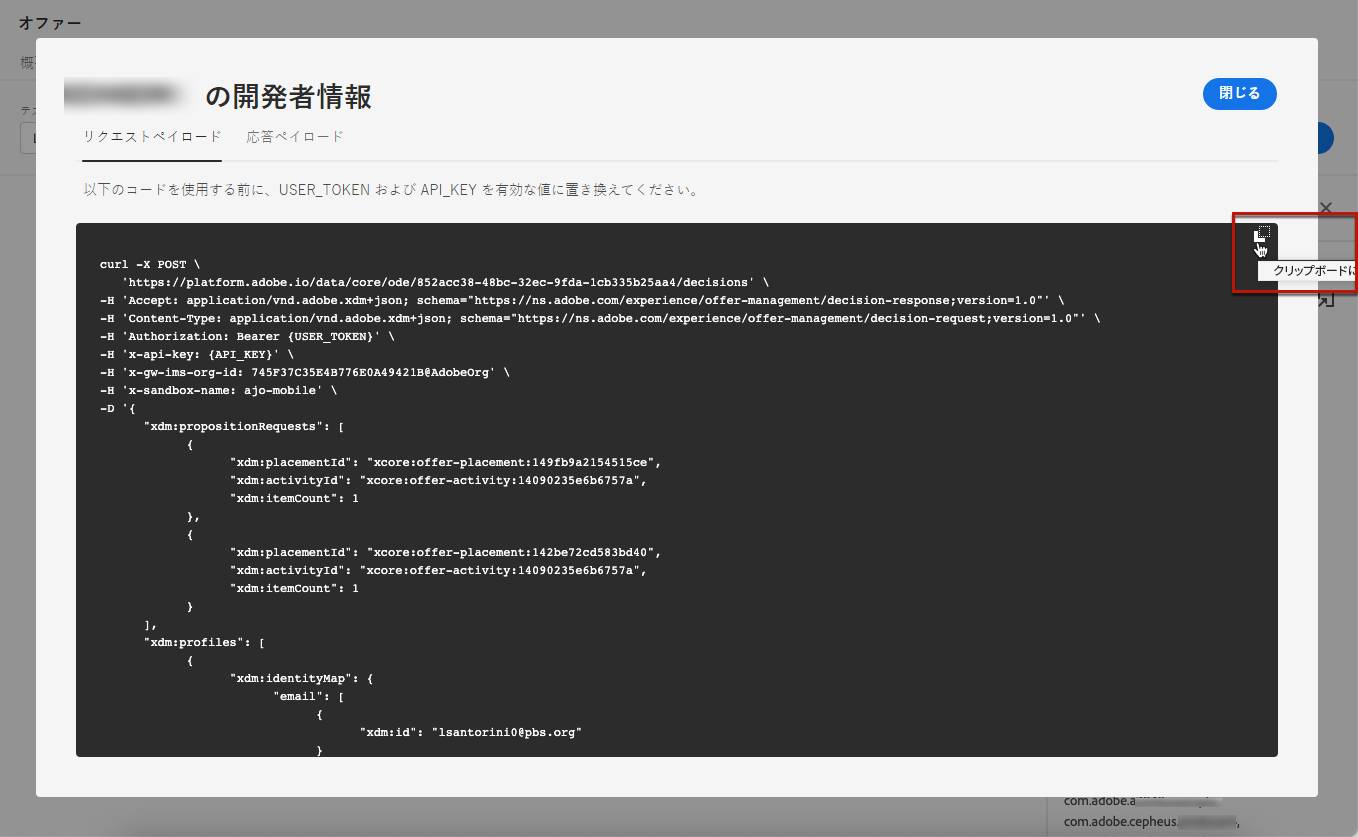 オファー
の開発者情報
閉じる
リクエストペイロード 応答ペイロード
以下のコードを使用する前に、USER_TOKEN および API_KEY を有効な値に置き換えてください。
クリップボードに
curl -X POST \
'https://platform.adobe.io/data/core/ode/852acc38-48bc-32ec-9fda-1cb335b25aa4/decisions' \
-H 'Accept: application/vnd.adobe.xdm+json; schema="https://ns.adobe.com/experience/offer-management/decision-response;version=1.0"' \
-H 'Content-Type: application/vnd.adobe.xdm+json; schema="https://ns.adobe.com/experience/offer-management/decision-request;version=1.0"' \
-H 'Authorization: Bearer {USER_TOKEN}' \
-H 'x-api-key: {API_KEY}' \
-H 'x-gw-ims-org-id: 745F37C35E4B776E0A49421B@AdobeOrg' \
-H 'x-sandbox-name: ajo-mobile' \
-D '{
"xdm:propositionRequests": [
{
"xdm:placementId": "xcore:offer-placement:149fb9a2154515ce",
"xdm:activityId": "xcore:offer-activity:14090235e6b6757a",
"xdm:itemCount": 1
},
{
"xdm:placementId": "xcore:offer-placement:142be72cd583bd40",
"xdm:activityId": "xcore:offer-activity:14090235e6b6757a",
"xdm:itemCount": 1
}
],
"xdm:profiles": [
{
"xdm:identityMap": {
"email": [
{
"xdm:id": "lsantorini0@pbs.org"
}
com.adobe.a
com.adobe.cepheus.